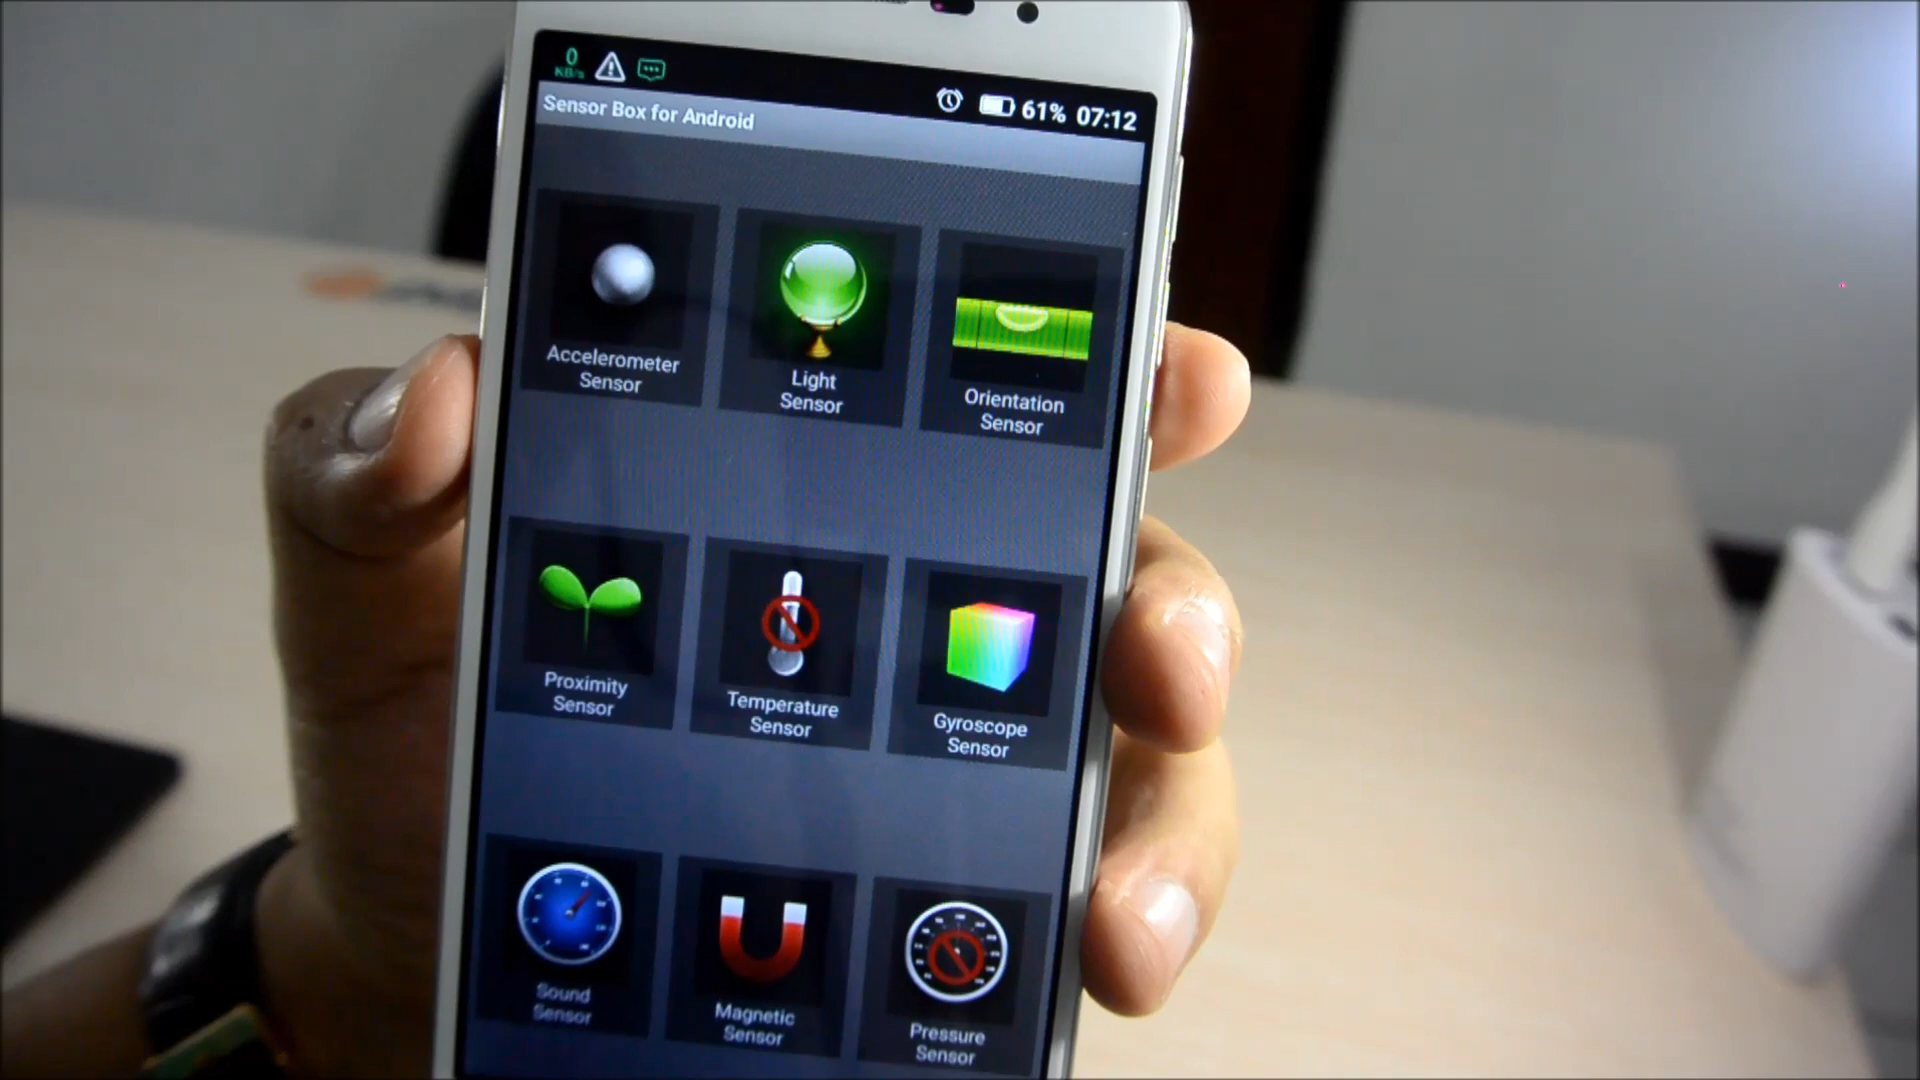 0
KB/s
61% 07:12
Sensor Box for Android
Accelerometer
Sensor
Light
Sensor
Orientation
Sensor
Proximity
Sensor
Temperature
Sensor
Gyroscope
Sensor
Sound
Sensor
Magnetic
Sensor
Pressure
Sensor